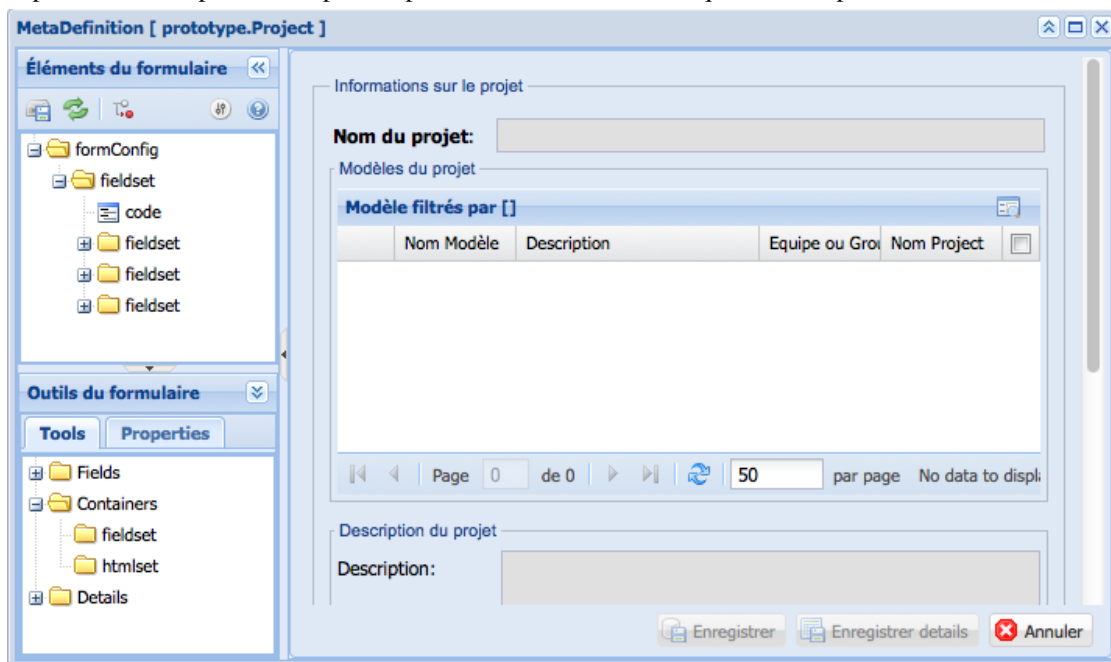 MetaDefinition [ prototype.Project ]
Éléments du formulaire
formConfig
fieldset
code
fieldset
fieldset
fieldset
Outils du formulaire
Tools Properties
Fields
Containers
fieldset
htmlset
Details
Informations sur le projet
Nom du projet:
Modèles du projet
Modèle filtrés par []
Nom Modèle Description Equipe ou Grou Nom Project
Page 0 de 0 50 par page No data to displa
Description du projet
Description:
Enregistrer Enregistrer details Annuler